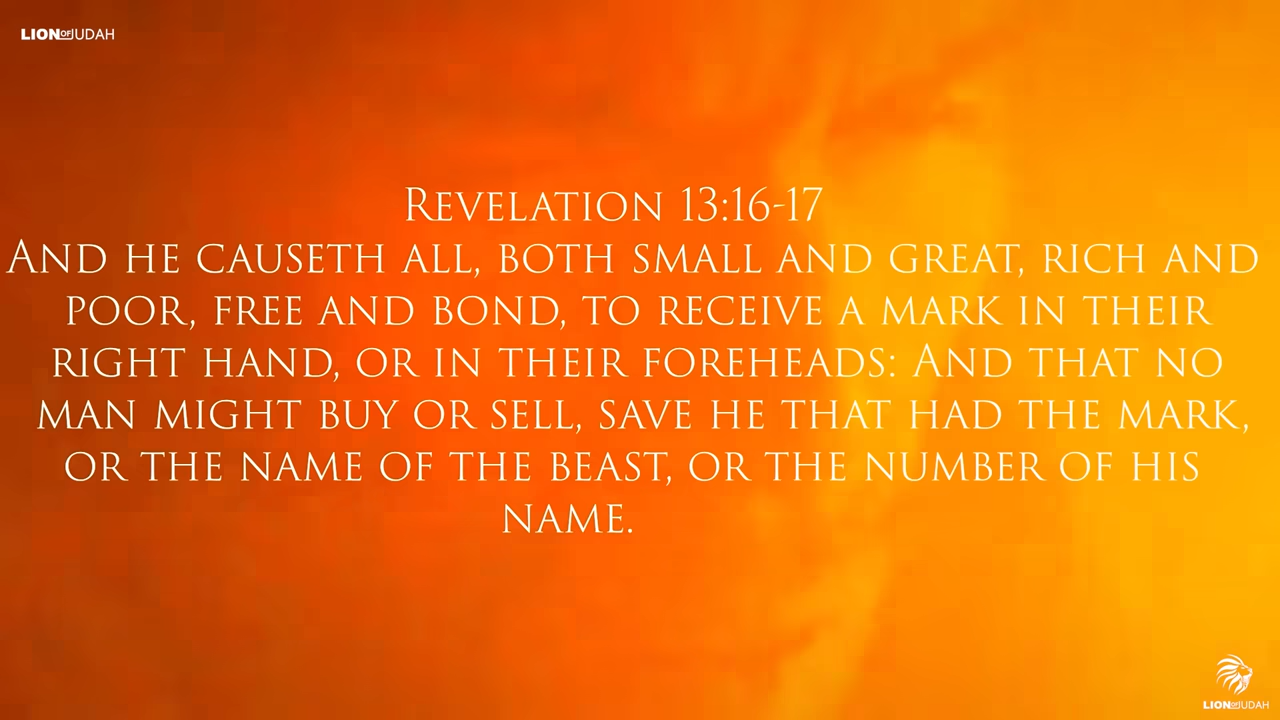 LION OF JUDAH
REVELATION 13:16-17
AND HE CAUSETH ALL, BOTH SMALL AND GREAT, RICH AND
POOR, FREE AND BOND, TO RECEIVE A MARK IN THEIR
RIGHT HAND, OR IN THEIR FOREHEADS: AND THAT NO
MAN MIGHT BUY OR SELL, SAVE HE THAT HAD THE MARK,
OR THE NAME OF THE BEAST, OR THE NUMBER OF HIS
NAME.
LION OF JUDAH